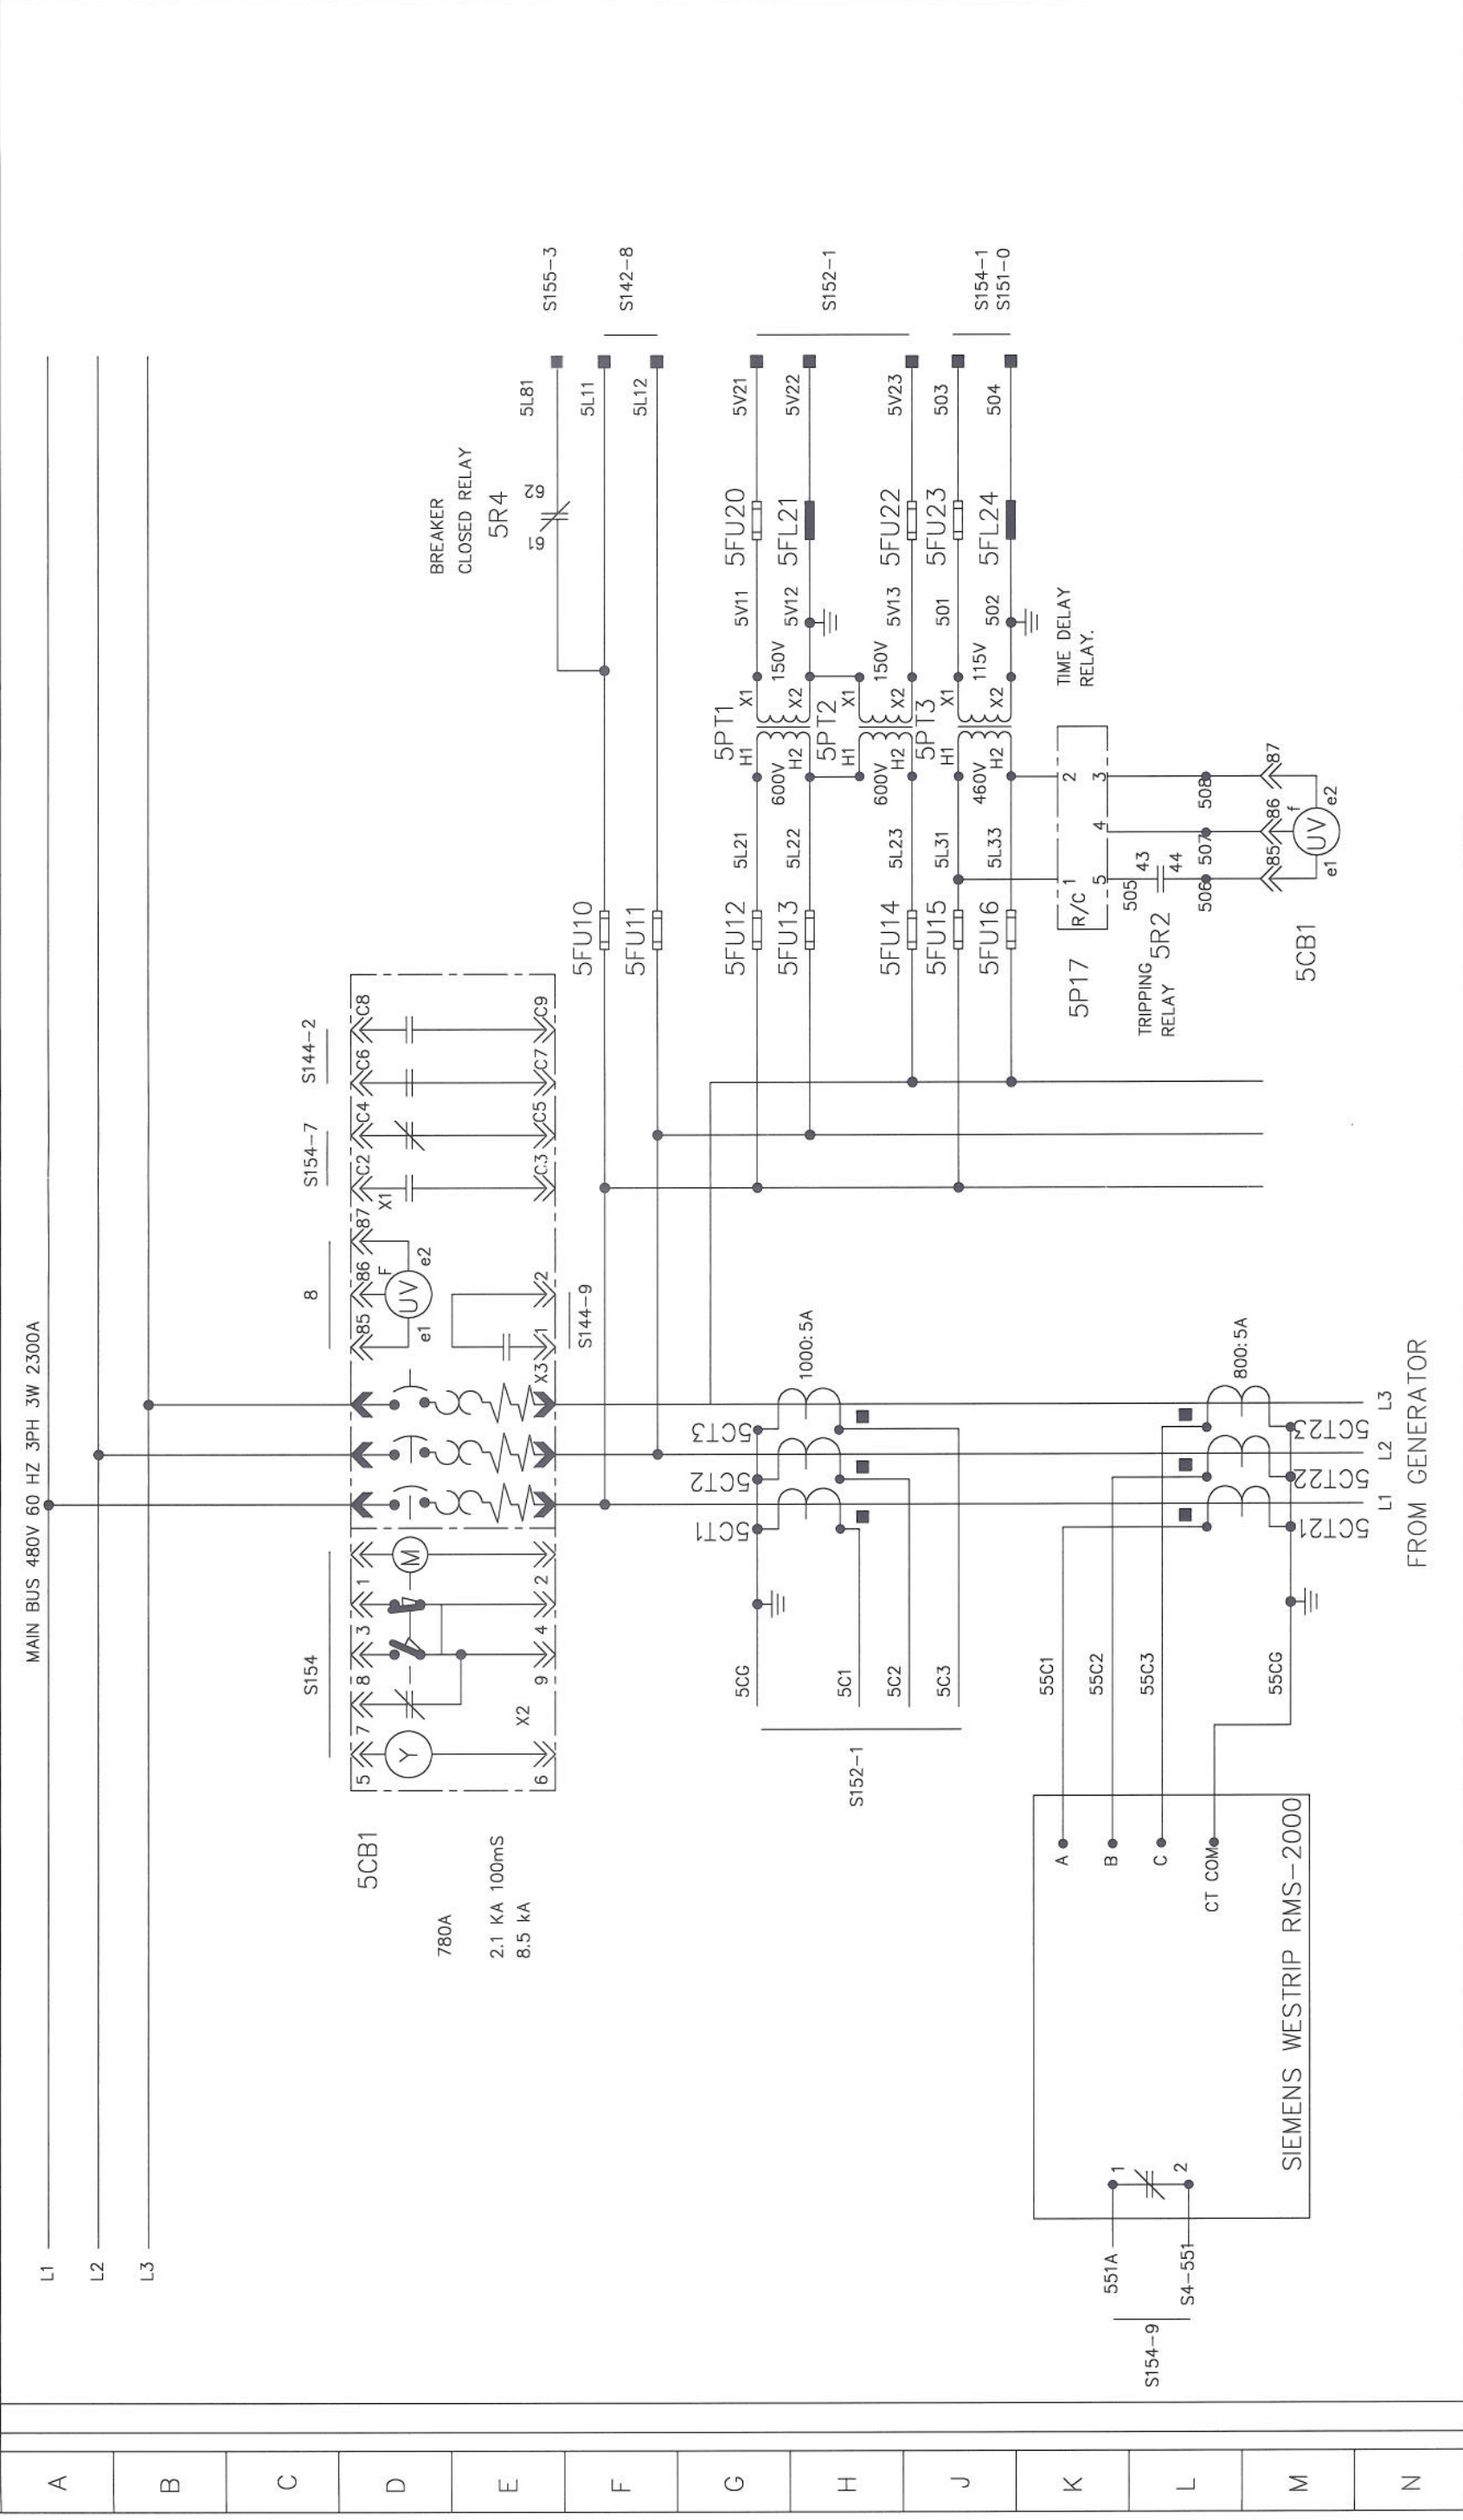 MAIN BUS 480V 60 HZ 3PH 3W 2300A
L1
L2
L3
5CB1
780A
2.1 KA 100mS
8.5 kA
S154
8
S154-7
S144-2
5
7
8
3
1
85
86
87
C2
C4
C6
C8
Y
M
UV
F
e1
e2
X1
X2
X3
6
9
4
2
1
2
C3
C5
C7
C9
S144-9
BREAKER
CLOSED RELAY
5R4
61
62
5L81
S155-3
5FU10
5L11
5FU11
5L12
S142-8
5CT1
5CT2
5CT3
1000:5A
5CG
5C1
5C2
5C3
S152-1
5FU12
5L21
5PT1
H1
X1
600V
150V
H2
X2
5V11
5FU20
5V21
5FU13
5L22
5PT2
H1
X1
600V
150V
H2
X2
5V12
5FL21
5V22
S152-1
5FU14
5L23
5V13
5FU22
5V23
5FU15
5L31
5PT3
H1
X1
460V
115V
H2
X2
501
5FU23
503
5FU16
5L33
502
5FL24
504
S154-1
S151-0
TIME DELAY
RELAY.
5P17
R/C
1
2
5
4
3
TRIPPING
RELAY
5R2
505
43
44
506
507
508
85
86
87
f
UV
e1
e2
5CB1
55C1
55C2
55C3
55CG
800:5A
5CT21
5CT22
5CT23
L1
L2
L3
FROM GENERATOR
A
B
C
CT COM
SIEMENS WESTRIP RMS-2000
1
2
551A
S4-551
S154-9
A
B
C
D
E
F
G
H
J
K
L
M
N